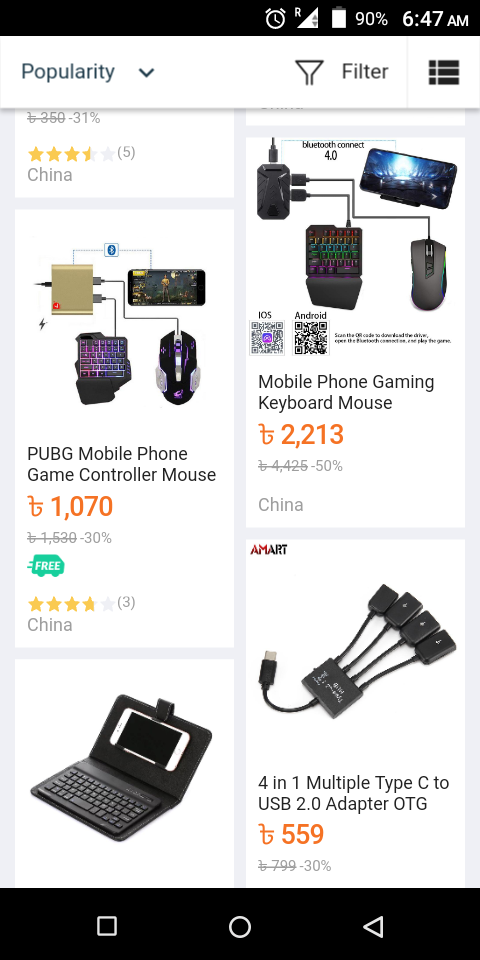 R
90%
6:47 AM
Popularity
Filter
৳ 350 -31%
(5)
China
PUBG Mobile Phone
Game Controller Mouse
৳ 1,070
৳ 1,530 -30%
FREE
(3)
China
bluetooth connect
4.0
IOS
Android
Scan the QR code to download the driver,
open the Bluetooth connection, and play the game.
Mobile Phone Gaming
Keyboard Mouse
৳ 2,213
৳ 4,425 -50%
China
AMART
4 in 1 Multiple Type C to
USB 2.0 Adapter OTG
৳ 559
৳ 799 -30%